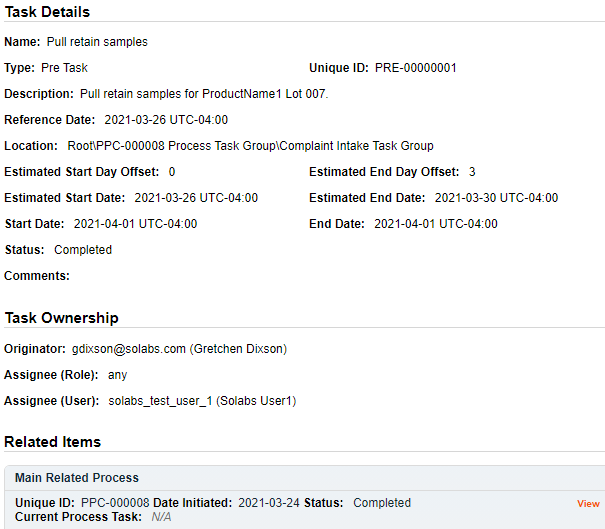 Task Details
Name: Pull retain samples
Type: Pre Task Unique ID: PRE-00000001
Description: Pull retain samples for ProductName1 Lot 007.
Reference Date: 2021-03-26 UTC-04:00
Location: Root\PPC-000008 Process Task Group\Complaint Intake Task Group
Estimated Start Day Offset: 0 Estimated End Day Offset: 3
Estimated Start Date: 2021-03-26 UTC-04:00 Estimated End Date: 2021-03-30 UTC-04:00
Start Date: 2021-04-01 UTC-04:00 End Date: 2021-04-01 UTC-04:00
Status: Completed
Comments:
Task Ownership
Originator: gdixson@solabs.com (Gretchen Dixson)
Assignee (Role): any
Assignee (User): solabs_test_user_1 (Solabs User1)
Related Items
Main Related Process
Unique ID: PPC-000008 Date Initiated: 2021-03-24 Status: Completed View
Current Process Task: N/A